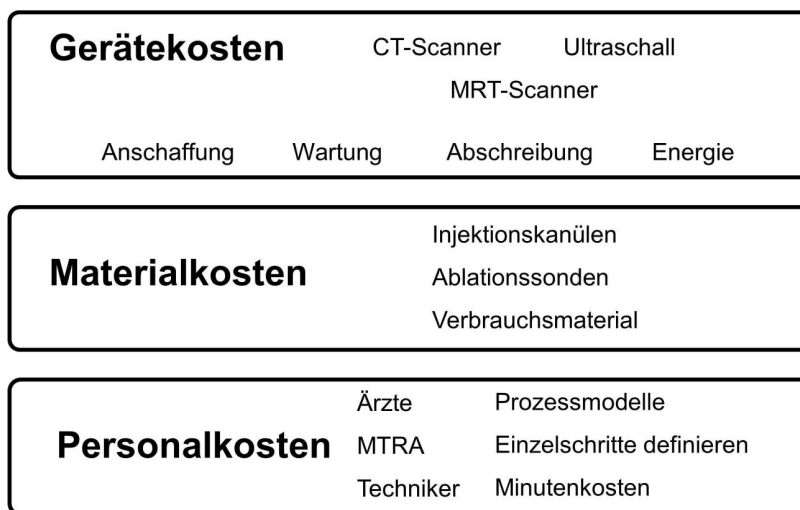 Gerätekosten CT-Scanner Ultraschall
MRT-Scanner
Anschaffung Wartung Abschreibung Energie
Injektionskanülen
Materialkosten Ablationssonden
Verbrauchsmaterial
Ärzte Prozessmodelle
Personalkosten MTRA Einzelschritte definieren
Techniker Minutenkosten